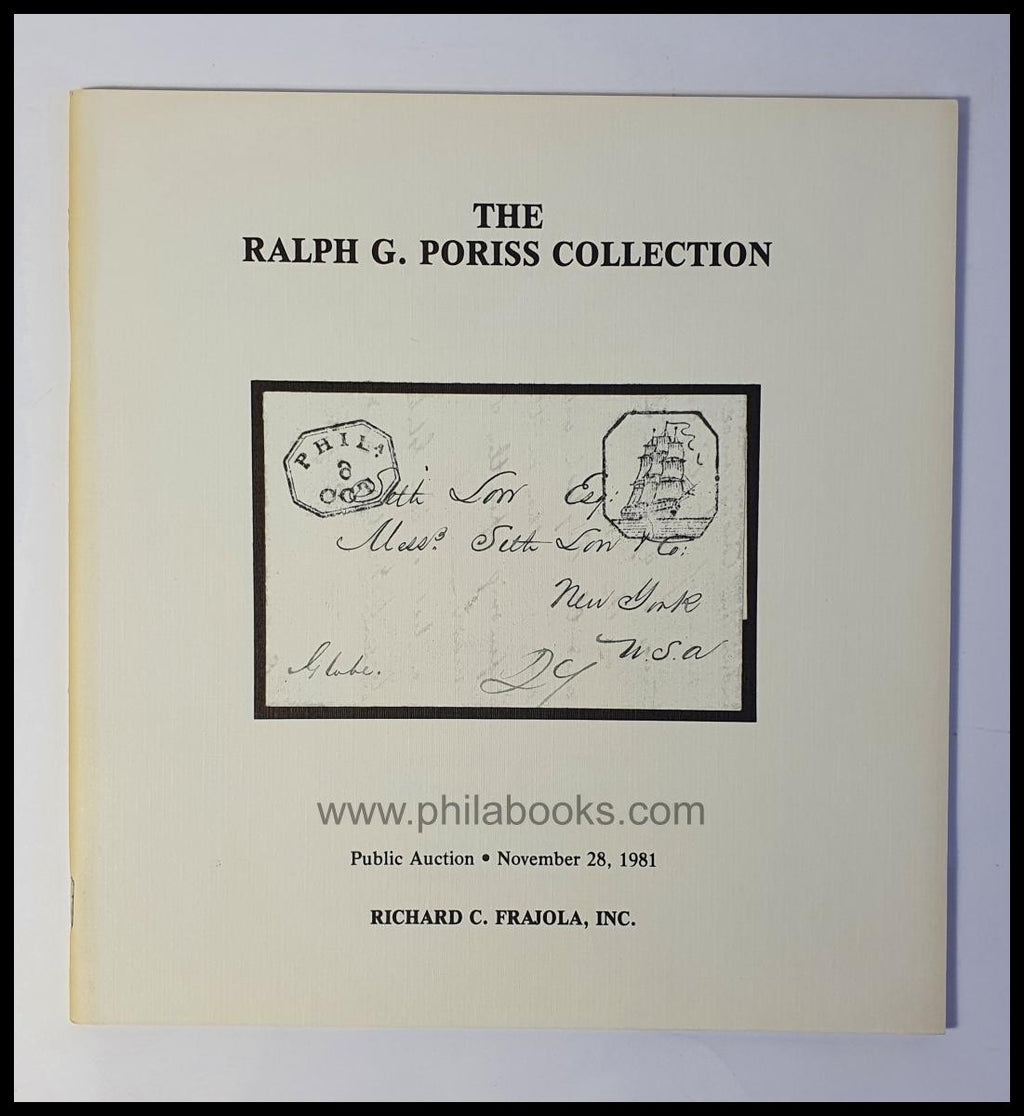 THE
RALPH G. PORISS COLLECTION
PHILA
6
OCT
Seth Low Esq:
Messrs Seth Low & Co:
New York
U.S.A
Globe.
www.philabooks.com
Public Auction • November 28, 1981
RICHARD C. FRAJOLA, INC.